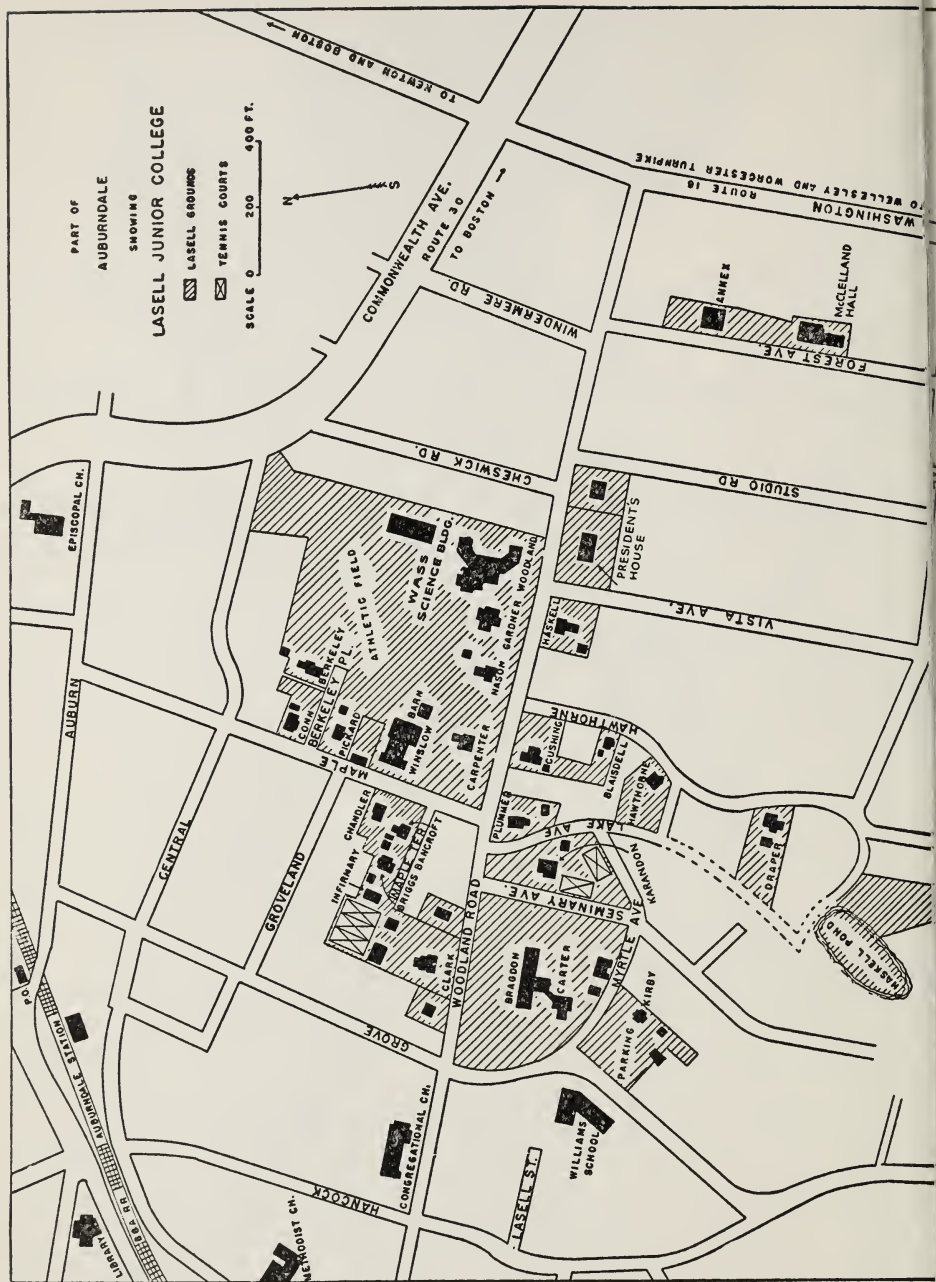 PART OF
AUBURNDALE
SHOWING
LASELL JUNIOR COLLEGE
LASELL GROUNDS
TENNIS COURTS
SCALE 0 200 400 FT.
N
S
TO NEWTON AND BOSTON
COMMONWEALTH AVE.
ROUTE 30
TO BOSTON
TO WELLESLEY AND WORCESTER TURNPIKE
ROUTE 16
WASHINGTON
WINDERMERE RD.
ANNEX
McCLELLAND
HALL
FOREST AVE
CHESWICK RD.
STUDIO RD
PRESIDENT'S
HOUSE
VISTA AVE.
EPISCOPAL CH.
AUBURN
CENTRAL
GROVELAND
MAPLE
ATHLETIC FIELD
WASS
SCIENCE BLDG.
WOODLAND
GARDNER
NASON
HASKELL
BERKELEY
BERKELEY PL.
CONN
PICKARD
BARN
WINSLOW
CARPENTER
HAWTHORNE
CUSHING
BLAISDELL
HAWTHORNE
PLUMMER
LAKE AVE
DRAPER
HASKELL POND
CHANDLER
INFIRMARY
MAPLE TER.
BRIGGS
BANCROFT
CLARK
WOODLAND ROAD
SEMINARY AVE.
KARANDON
MYRTLE AVE
BRAGDON
CARTER
KIRBY
PARKING
GROVE
P.O.
AUBURNDALE STATION
B&A RR.
LIBRARY
METHODIST CH.
HANCOCK
CONGREGATIONAL CH.
LASELL ST.
WILLIAMS
SCHOOL